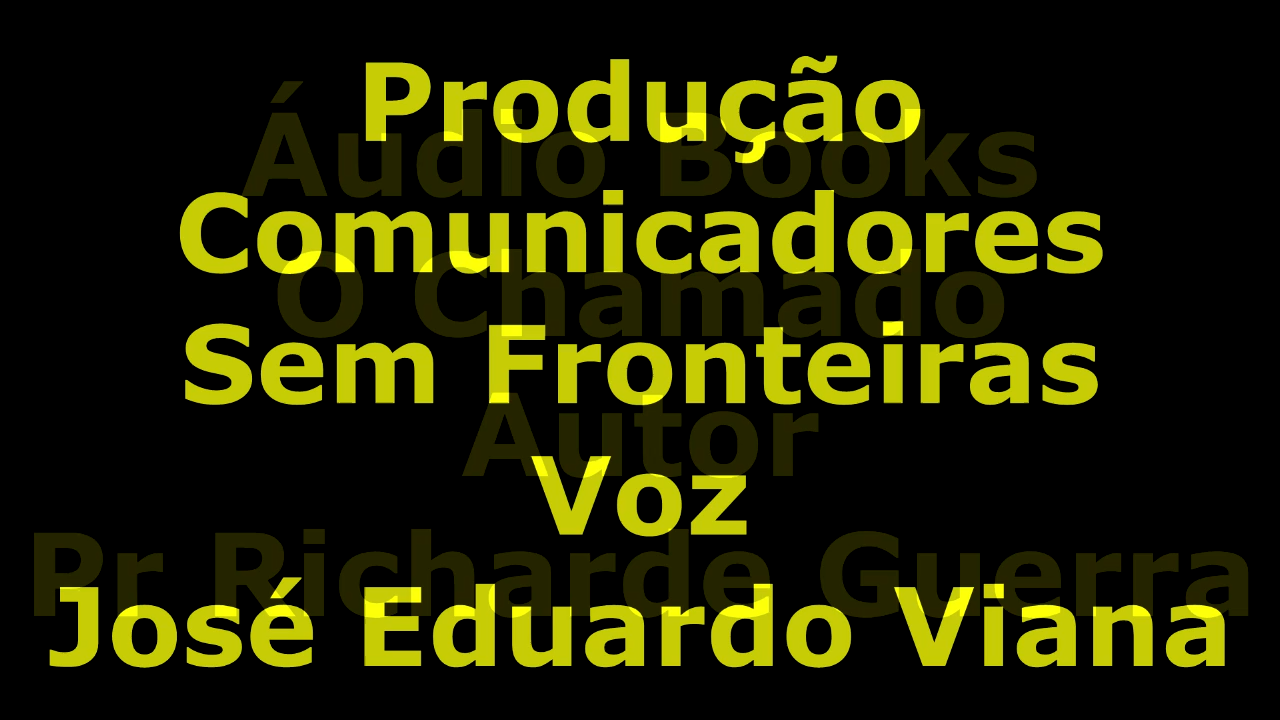 Produção
Comunicadores
Sem Fronteiras
Voz
José Eduardo Viana
Áudio Books
O Chamado
Autor
Pr Richarde Guerra